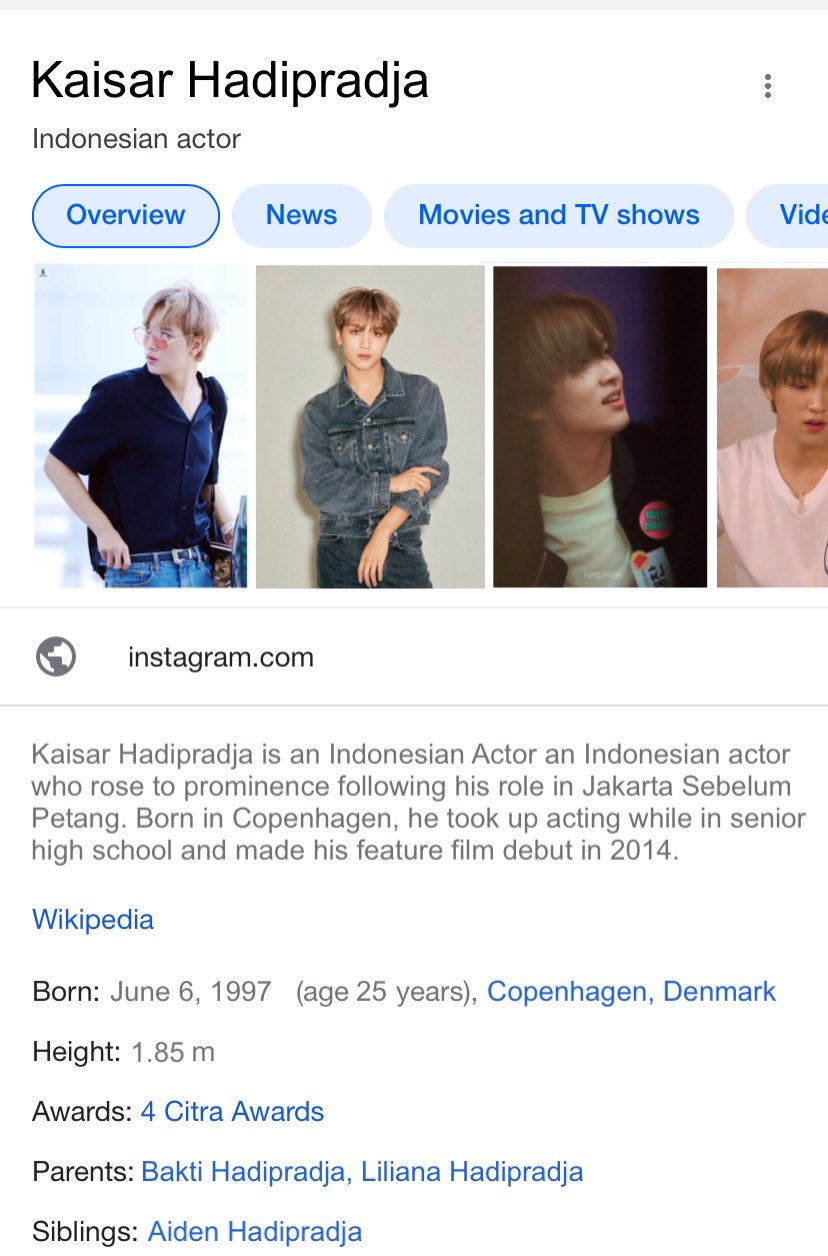 Kaisar Hadipradja
Indonesian actor
Overview
News
Movies and TV shows
Vide
instagram.com
Kaisar Hadipradja is an Indonesian Actor an Indonesian actor
who rose to prominence following his role in Jakarta Sebelum
Petang. Born in Copenhagen, he took up acting while in senior
high school and made his feature film debut in 2014.
Wikipedia
Born: June 6, 1997 (age 25 years), Copenhagen, Denmark
Height: 1.85 m
Awards: 4 Citra Awards
Parents: Bakti Hadipradja, Liliana Hadipradja
Siblings: Aiden Hadipradja